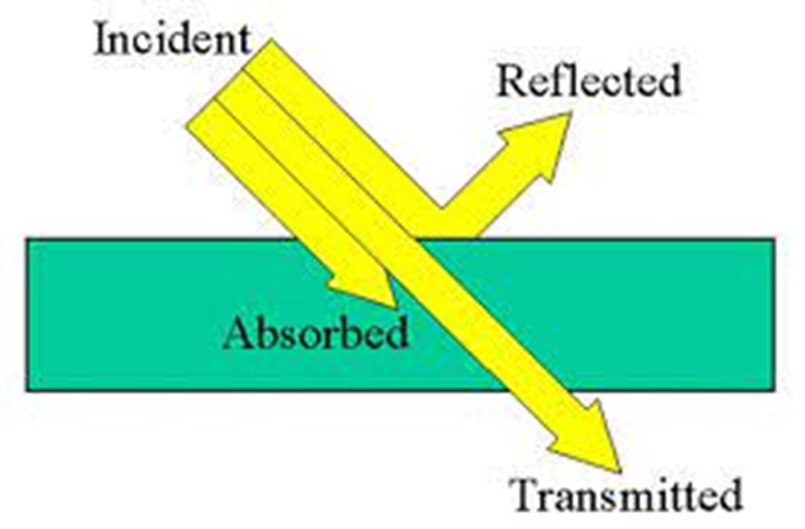 Incident
Reflected
Absorbed
Transmitted